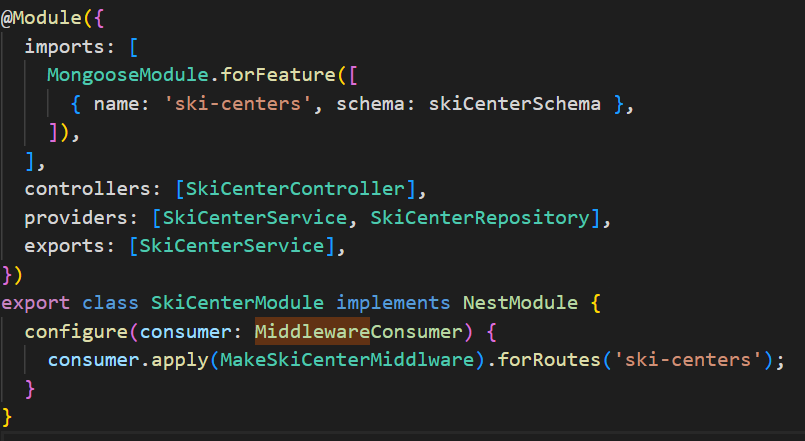 @Module({
  imports: [
    MongooseModule.forFeature([
      { name: 'ski-centers', schema: skiCenterSchema },
    ]),
  ],
  controllers: [SkiCenterController],
  providers: [SkiCenterService, SkiCenterRepository],
  exports: [SkiCenterService],
})
export class SkiCenterModule implements NestModule {
  configure(consumer: MiddlewareConsumer) {
    consumer.apply(MakeSkiCenterMiddlware).forRoutes('ski-centers');
  }
}